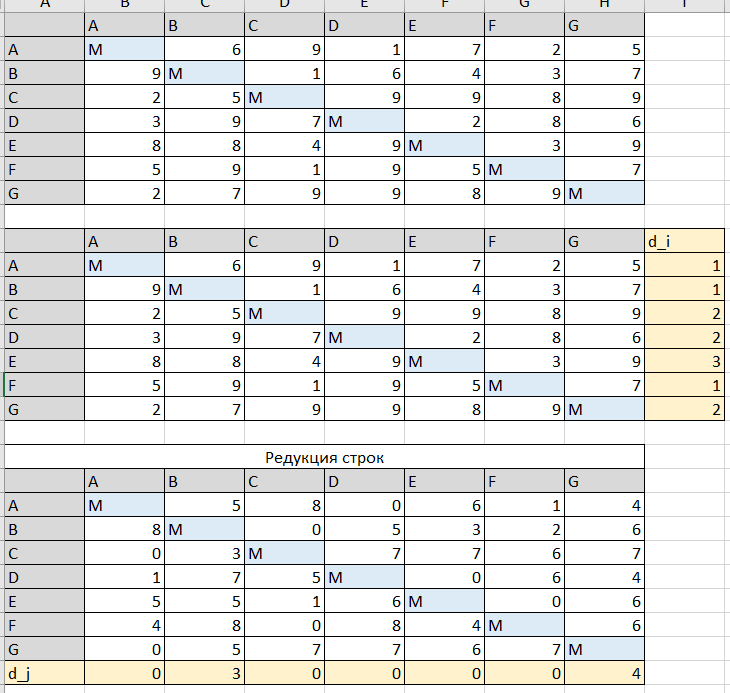 A B C D E F G H I
A B C D E F G
A M 6 9 1 7 2 5
B 9 M 1 6 4 3 7
C 2 5 M 9 9 8 9
D 3 9 7 M 2 8 6
E 8 8 4 9 M 3 9
F 5 9 1 9 5 M 7
G 2 7 9 9 8 9 M
A B C D E F G d_i
A M 6 9 1 7 2 5 1
B 9 M 1 6 4 3 7 1
C 2 5 M 9 9 8 9 2
D 3 9 7 M 2 8 6 2
E 8 8 4 9 M 3 9 3
F 5 9 1 9 5 M 7 1
G 2 7 9 9 8 9 M 2
Редукция строк
A B C D E F G
A M 5 8 0 6 1 4
B 8 M 0 5 3 2 6
C 0 3 M 7 7 6 7
D 1 7 5 M 0 6 4
E 5 5 1 6 M 0 6
F 4 8 0 8 4 M 6
G 0 5 7 7 6 7 M
d_j 0 3 0 0 0 0 4